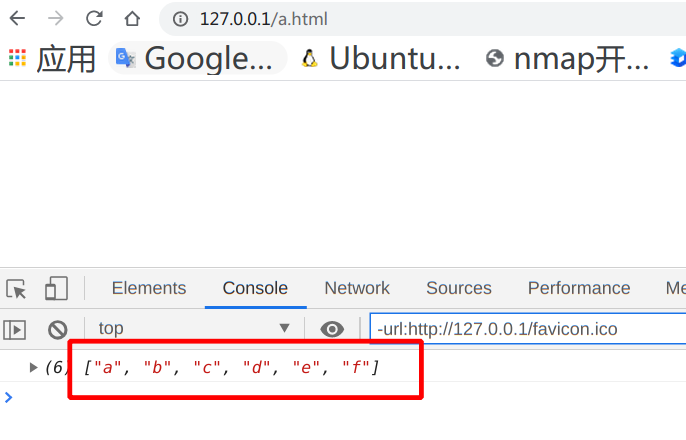 127.0.0.1/a.html
应用 Google... Ubuntu... nmap开...
Elements Console Network Sources Performance Me
top -url:http://127.0.0.1/favicon.ico
(6) ["a", "b", "c", "d", "e", "f"]